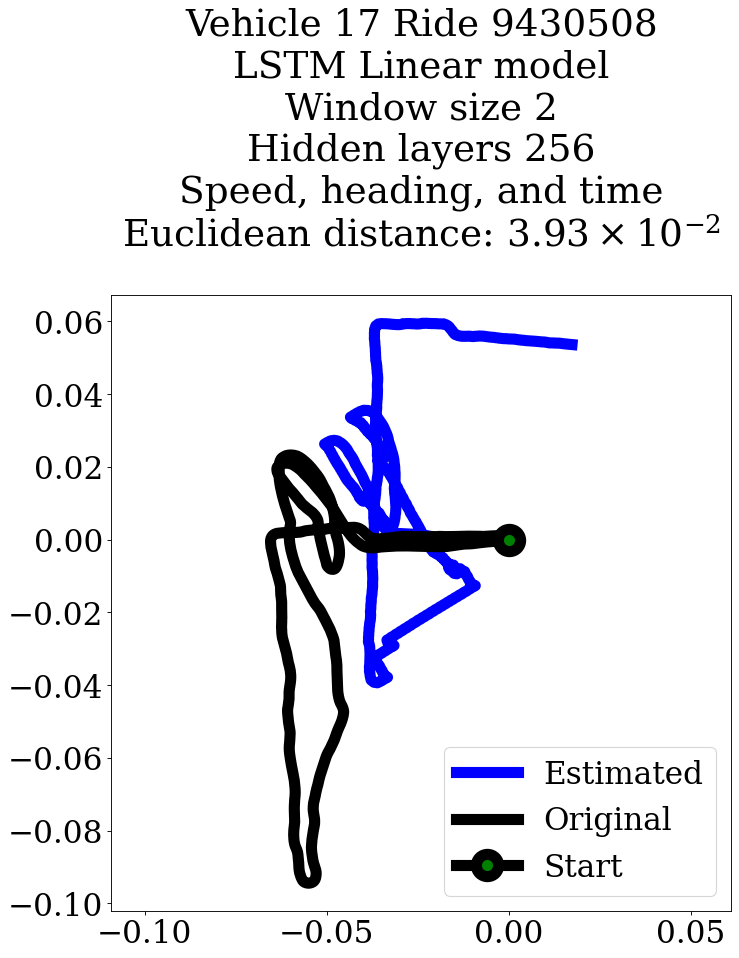 Vehicle 17 Ride 9430508
LSTM Linear model
Window size 2
Hidden layers 256
Speed, heading, and time
Euclidean distance: 3.93 × 10⁻²
0.06
0.04
0.02
0.00
−0.02
−0.04
−0.06
−0.08
−0.10
Estimated
Original
Start
−0.10 −0.05 0.00 0.05